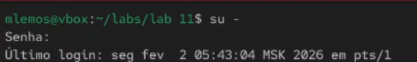 mlemos@vbox:~/labs/lab 11$ su -
Senha:
Último login: seg fev  2 05:43:04 MSK 2026 em pts/1